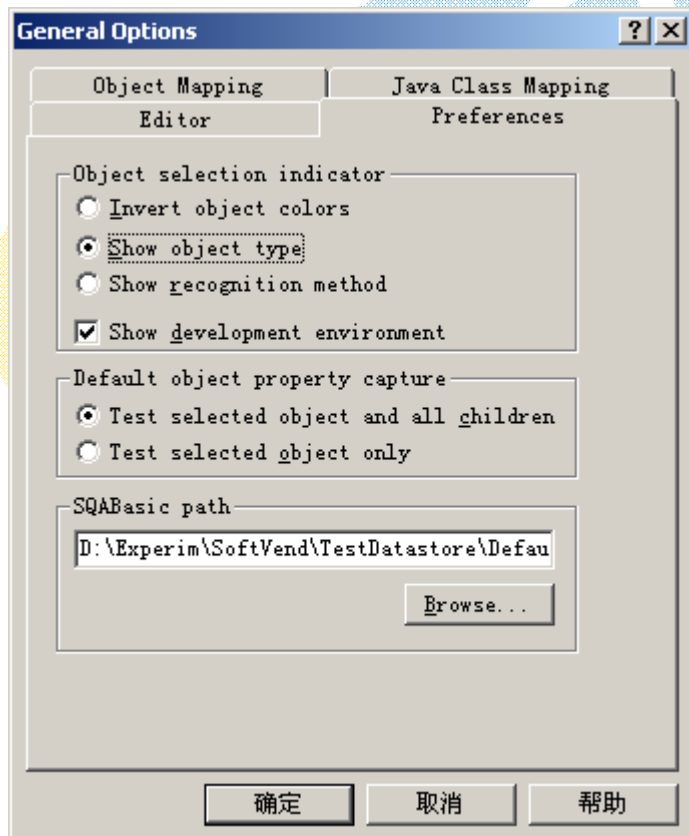 General Options
Object Mapping
Java Class Mapping
Editor
Preferences
Object selection indicator
Invert object colors
Show object type
Show recognition method
Show development environment
Default object property capture
Test selected object and all children
Test selected object only
SQABasic path
D:\Experim\SoftVend\TestDatastore\Defau
Browse...
确定
取消
帮助